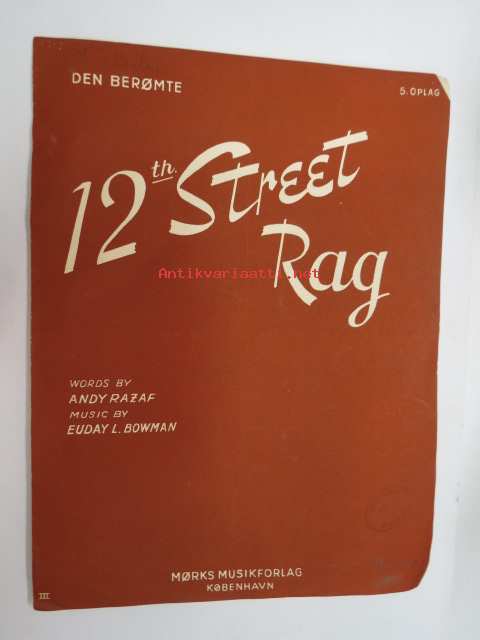 DEN BERØMTE
5. OPLAG
12th. Street
Rag
Antikvariaatti.net
WORDS BY
ANDY RAZAF
MUSIC BY
EUDAY L. BOWMAN
MØRKS MUSIKFORLAG
KØBENHAVN
III